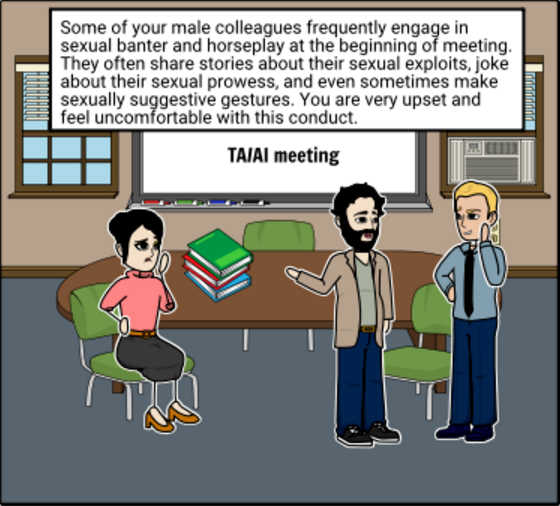 Some of your male colleagues frequently engage in
sexual banter and horseplay at the beginning of meeting.
They often share stories about their sexual exploits, joke
about their sexual prowess, and even sometimes make
sexually suggestive gestures. You are very upset and
feel uncomfortable with this conduct.
TA/AI meeting